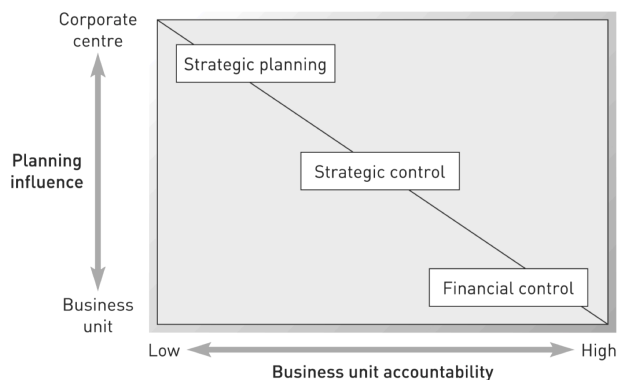 Corporate
centre
Strategic planning
Planning
influence
Strategic control
Financial control
Business
unit
Low
High
Business unit accountability